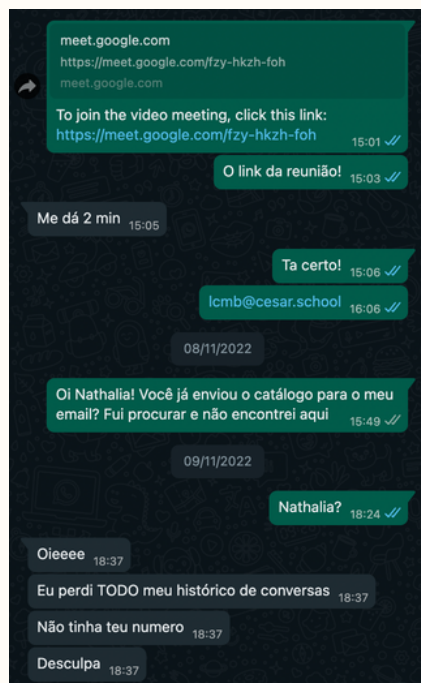 meet.google.com
https://meet.google.com/fzy-hkzh-foh
meet.google.com
To join the video meeting, click this link:
https://meet.google.com/fzy-hkzh-foh 15:01
O link da reunião! 15:03
Me dá 2 min 15:05
Ta certo! 15:06
lcmb@cesar.school 16:06
08/11/2022
Oi Nathalia! Você já enviou o catálogo para o meu
email? Fui procurar e não encontrei aqui 15:49
09/11/2022
Nathalia? 18:24
Oieeee 18:37
Eu perdi TODO meu histórico de conversas 18:37
Não tinha teu numero 18:37
Desculpa 18:37